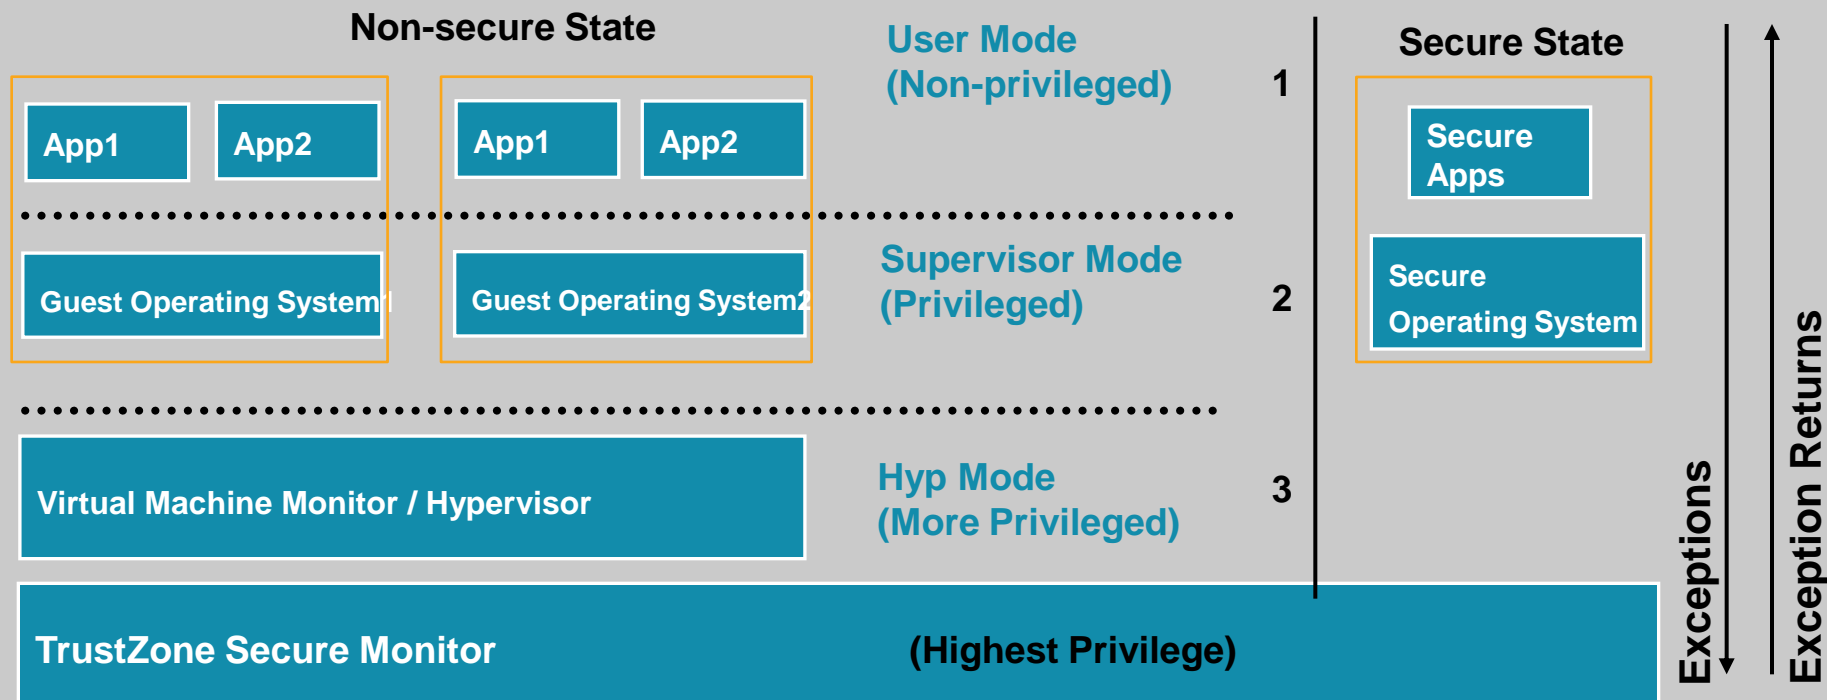 Non-secure State
User Mode
(Non-privileged)
1
Secure State
App1
App2
App1
App2
Secure
Apps
Supervisor Mode
(Privileged)
2
Guest Operating System1
Guest Operating System2
Secure
Operating System
Virtual Machine Monitor / Hypervisor
Hyp Mode
(More Privileged)
3
TrustZone Secure Monitor
(Highest Privilege)
Exceptions
Exception Returns